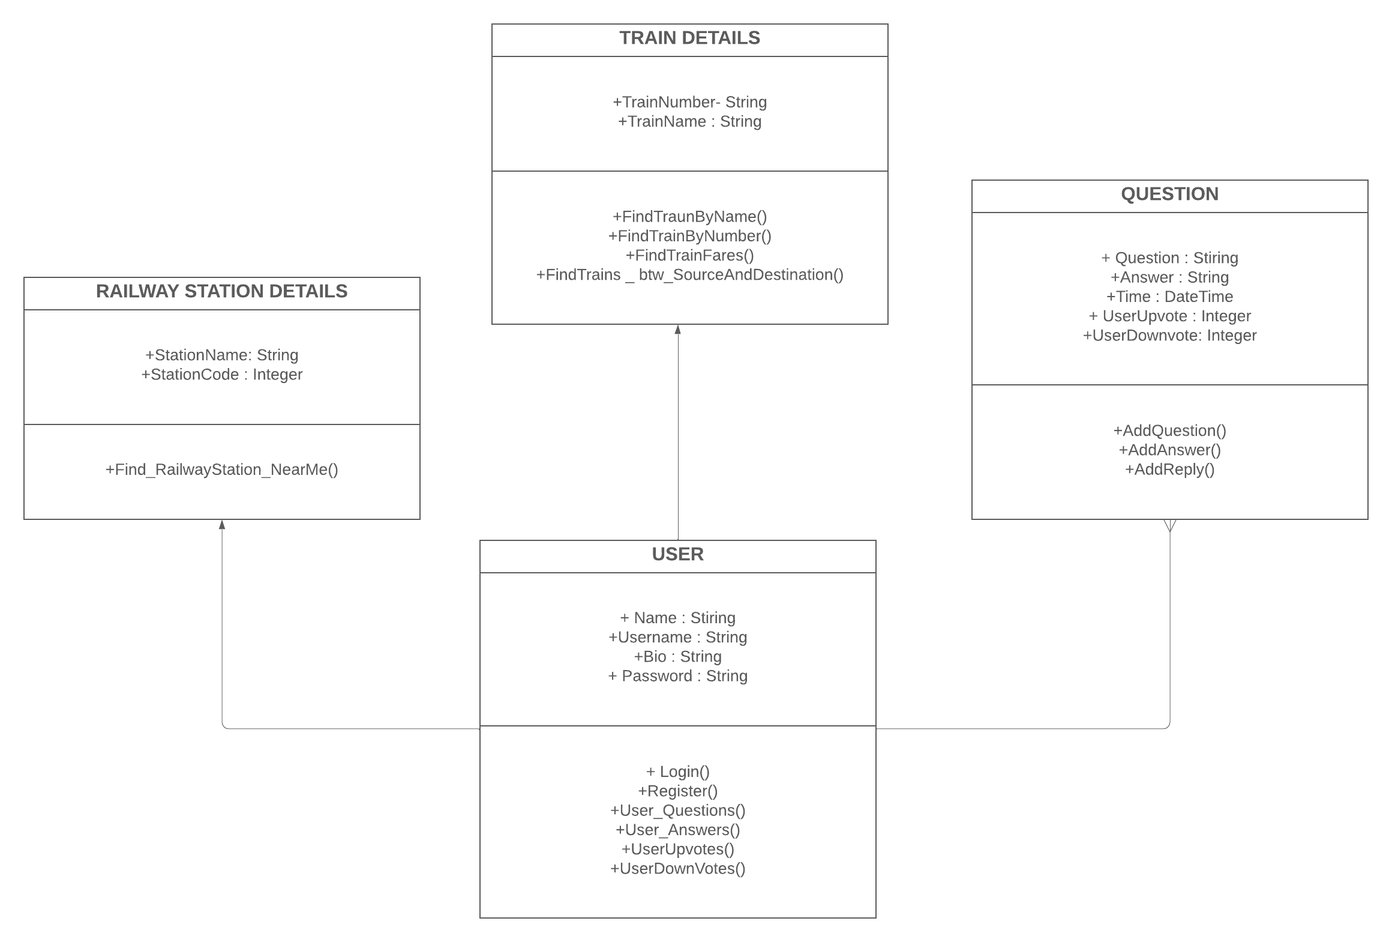 TRAIN DETAILS
+TrainNumber- String
+TrainName : String
+FindTraunByName()
+FindTrainByNumber()
+FindTrainFares()
+FindTrains _ btw_SourceAndDestination()
QUESTION
+ Question : Stiring
+Answer : String
+Time : DateTime
+ UserUpvote : Integer
+UserDownvote: Integer
+AddQuestion()
+AddAnswer()
+AddReply()
RAILWAY STATION DETAILS
+StationName: String
+StationCode : Integer
+Find_RailwayStation_NearMe()
USER
+ Name : Stiring
+Username : String
+Bio : String
+ Password : String
+ Login()
+Register()
+User_Questions()
+User_Answers()
+UserUpvotes()
+UserDownVotes()